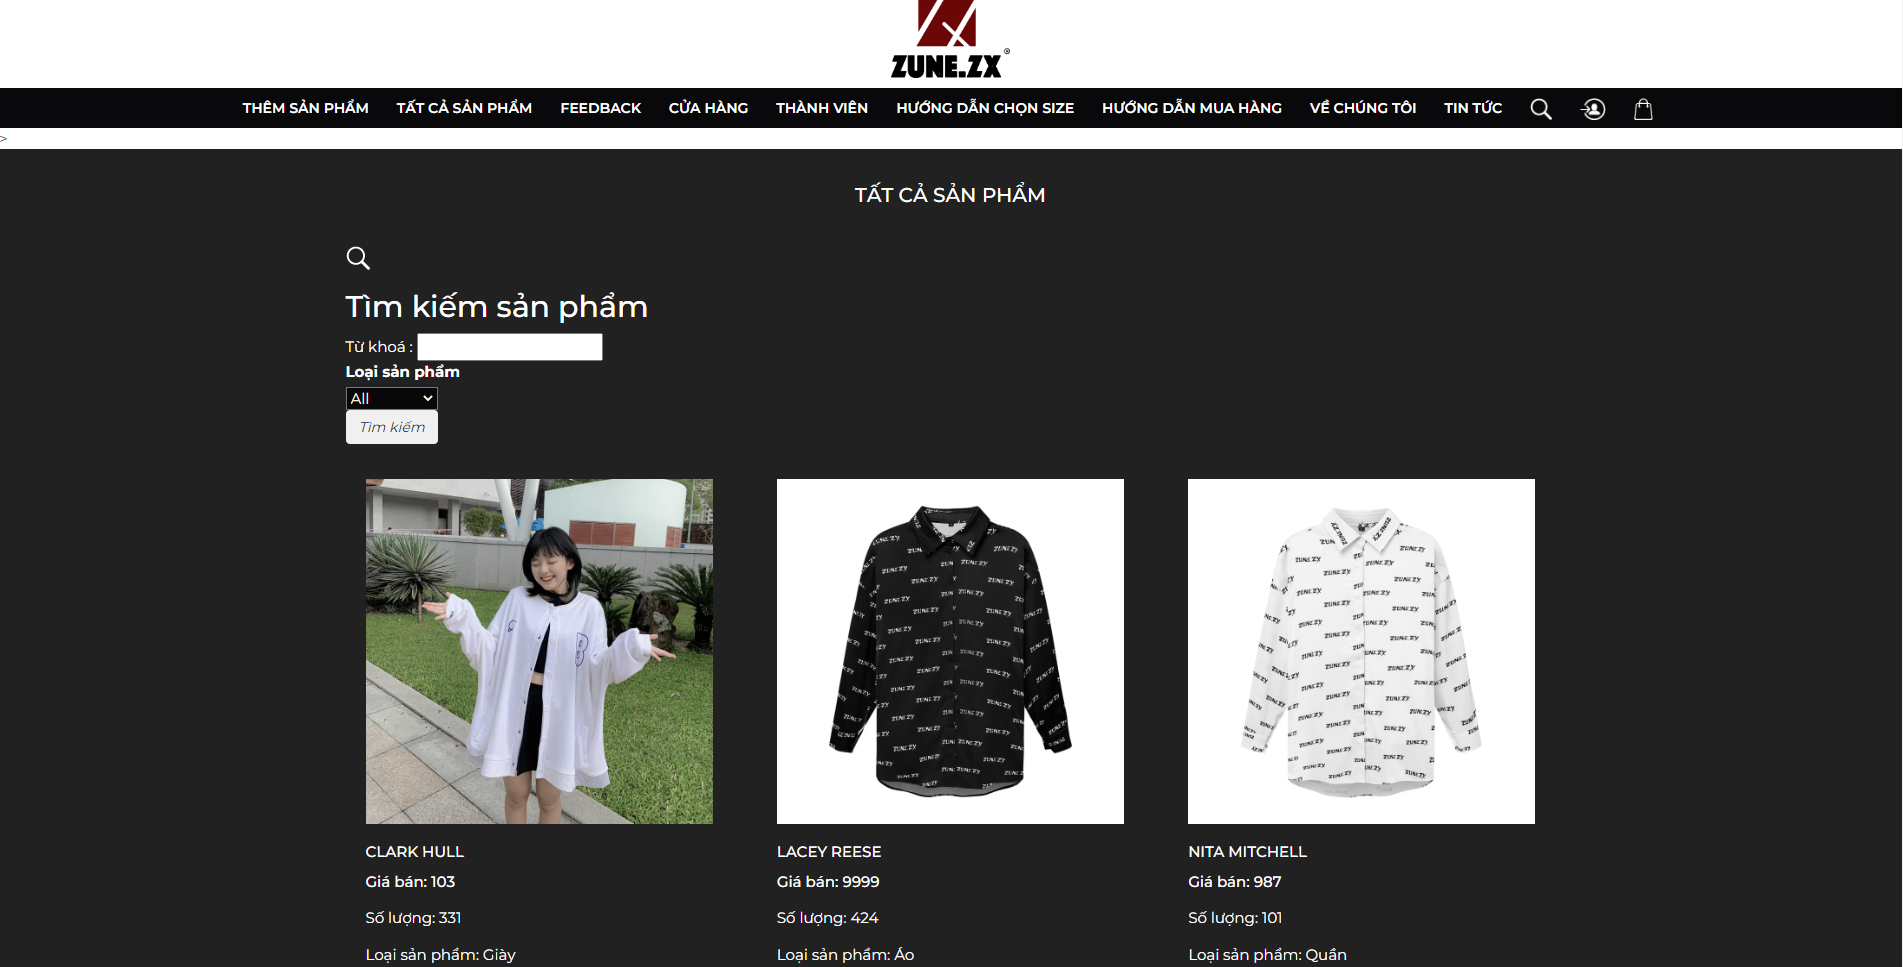 ZUNE.ZX®
THÊM SẢN PHẨM TẤT CẢ SẢN PHẨM FEEDBACK CỬA HÀNG THÀNH VIÊN HƯỚNG DẪN CHỌN SIZE HƯỚNG DẪN MUA HÀNG VỀ CHÚNG TÔI TIN TỨC
>
TẤT CẢ SẢN PHẨM
Tìm kiếm sản phẩm
Từ khoá :
Loại sản phẩm
All
Tìm kiếm
CLARK HULL
Giá bán: 103
Số lượng: 331
Loại sản phẩm: Giày
LACEY REESE
Giá bán: 9999
Số lượng: 424
Loại sản phẩm: Áo
NITA MITCHELL
Giá bán: 987
Số lượng: 101
Loại sản phẩm: Quần